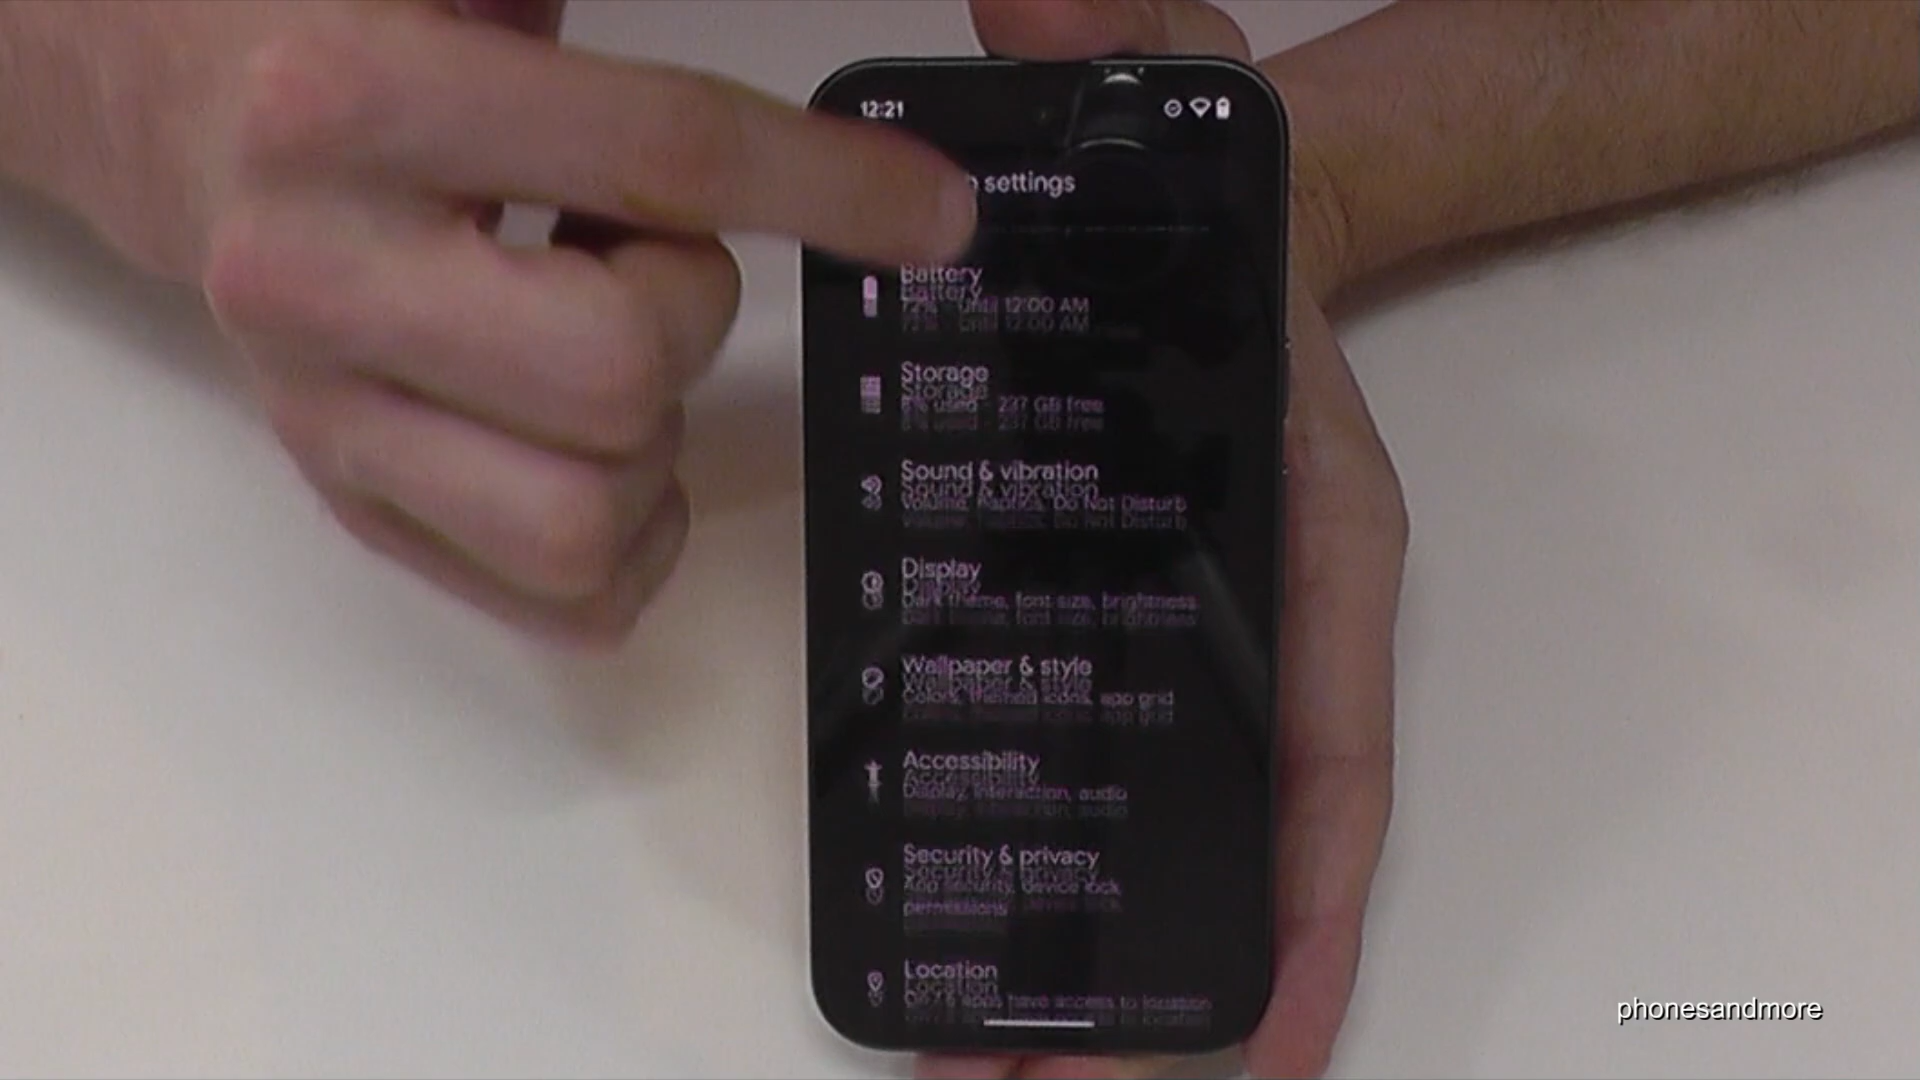 12:21
settings
Battery
72% - Until 12:00 AM
Storage
8% used - 237 GB free
Sound & vibration
Volume, haptics, Do Not Disturb
Display
Dark theme, font size, brightness
Wallpaper & style
Colors, themed icons, app grid
Accessibility
Display, interaction, audio
Security & privacy
App security, device lock,
permissions
Location
apps have access to location
phonesandmore